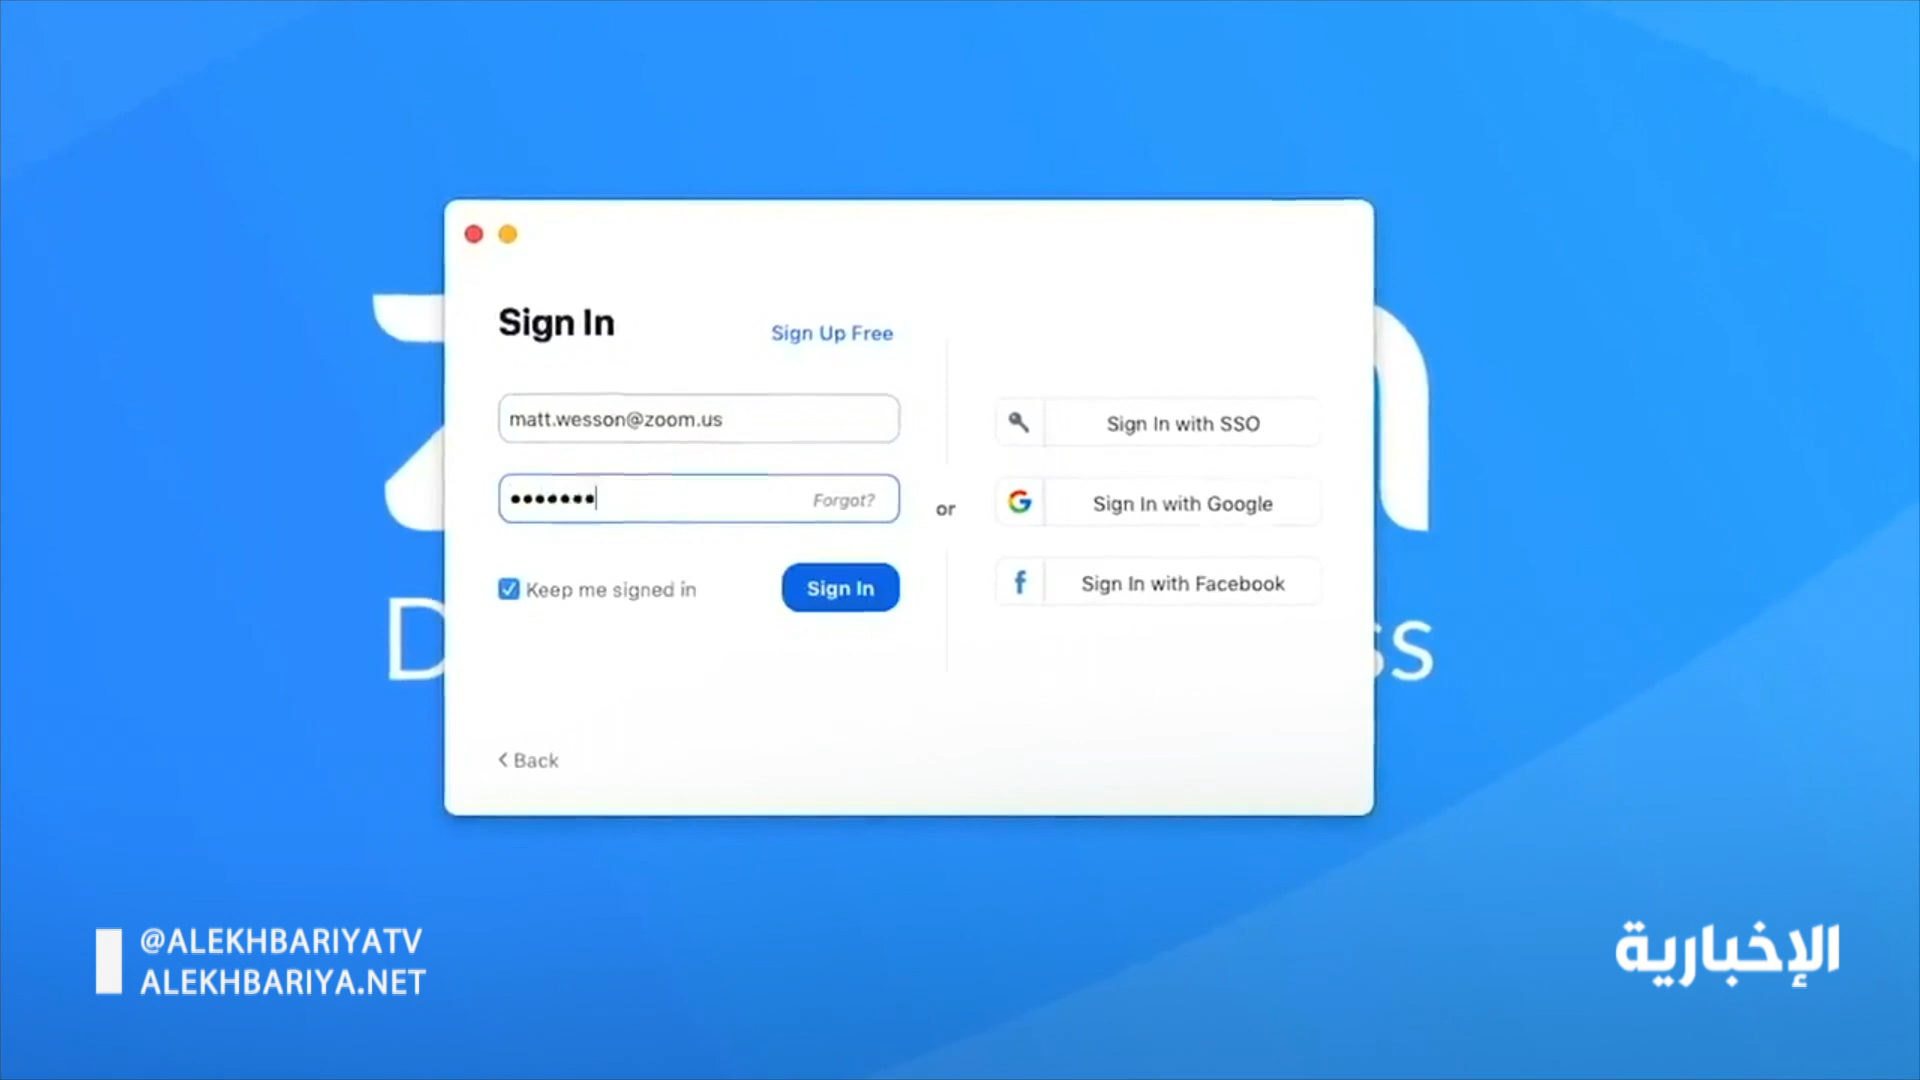 Sign In
Sign Up Free
matt.wesson@zoom.us
Forgot?
Keep me signed in
Sign In
or
Sign In with SSO
Sign In with Google
Sign In with Facebook
Back
@ALEKHBARIYATV
ALEKHBARIYA.NET
الإخبارية